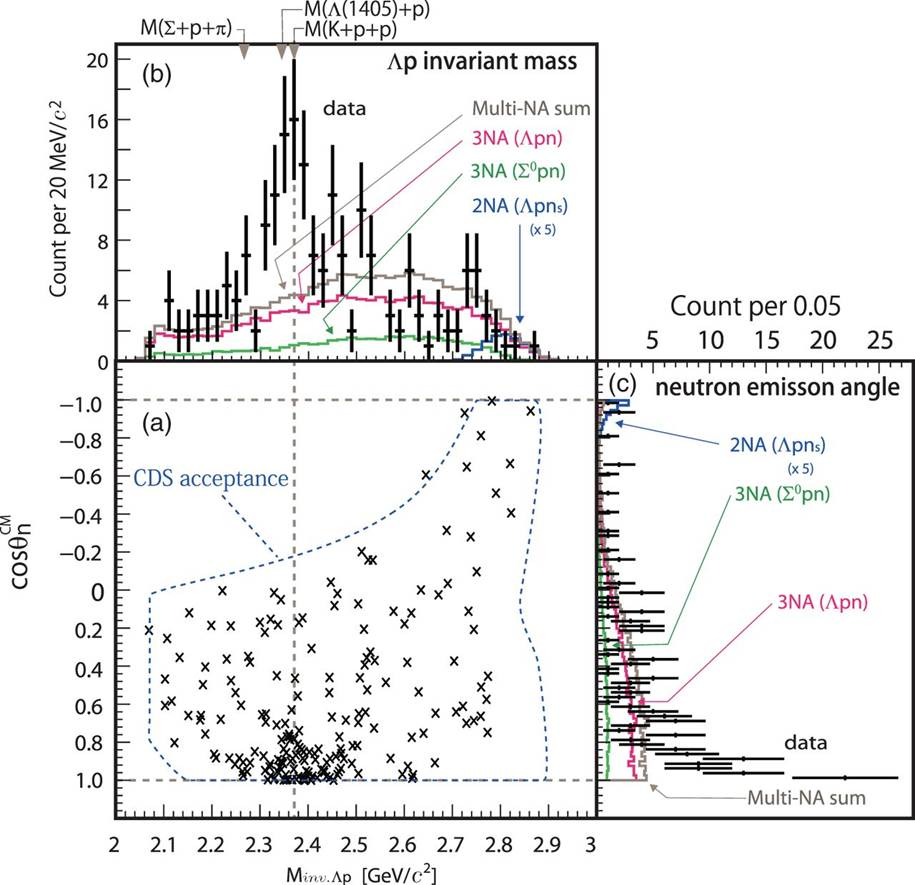 M(Λ(1405)+p)
M(Σ+p+π) M(K+p+p)
20
16
12
8
4
0
Count per 20 MeV/c²
(b)
Λp invariant mass
data
Multi-NA sum
3NA (Λpn)
3NA (Σ⁰pn)
2NA (Λpnₛ)
(x 5)
Count per 0.05
5 10 15 20 25
0
−1.0
−0.8
−0.6
−0.4
−0.2
0
0.2
0.4
0.6
0.8
1.0
cosθₙᶜᴹ
(a)
CDS acceptance
(c)
neutron emisson angle
2NA (Λpnₛ)
(x 5)
3NA (Σ⁰pn)
3NA (Λpn)
data
Multi-NA sum
2 2.1 2.2 2.3 2.4 2.5 2.6 2.7 2.8 2.9 3
Minv.Λp [GeV/c²]